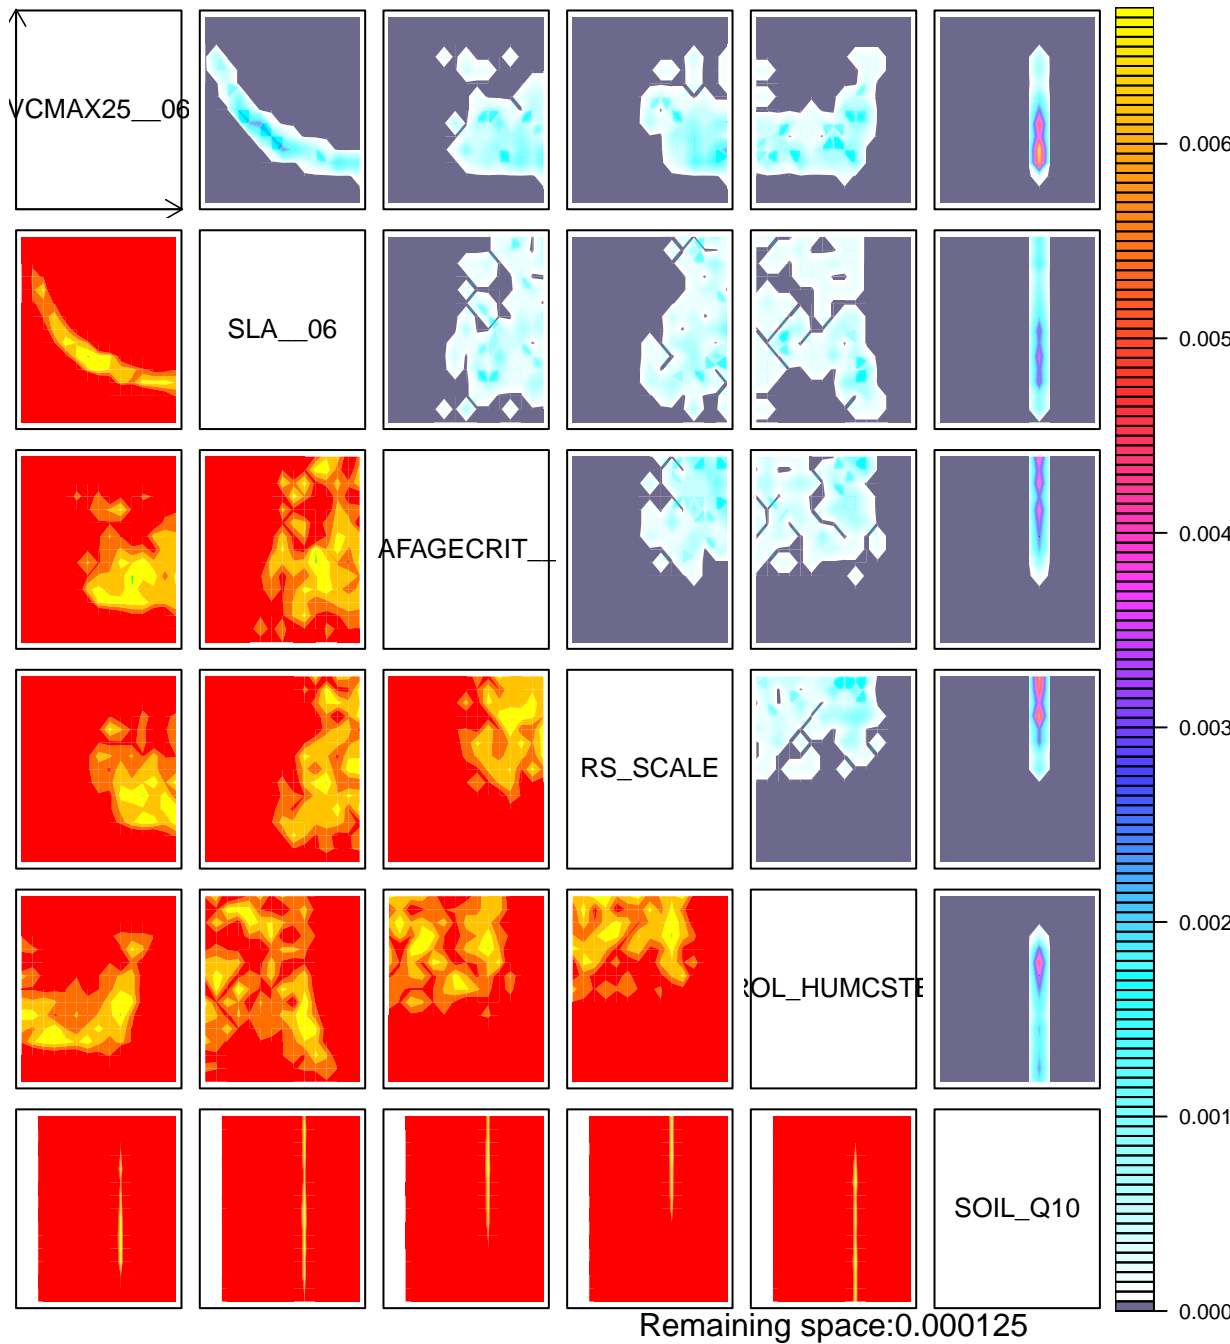 VCMAX25__06
0.006
0.005
SLA__06
0.004
AFAGECRIT__
0.003
RS_SCALE
0.002
ROL_HUMCSTE
0.001
SOIL_Q10
0.000
Remaining space:0.000125